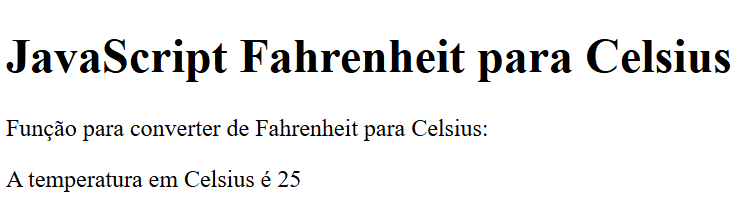 JavaScript Fahrenheit para Celsius
Função para converter de Fahrenheit para Celsius:
A temperatura em Celsius é 25